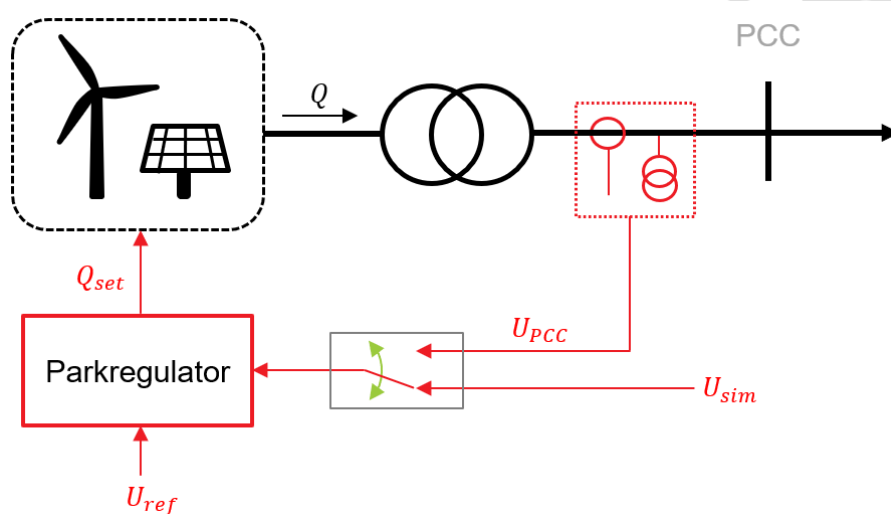 PCC
Q
Q_set
U_PCC
Parkregulator
U_sim
U_ref